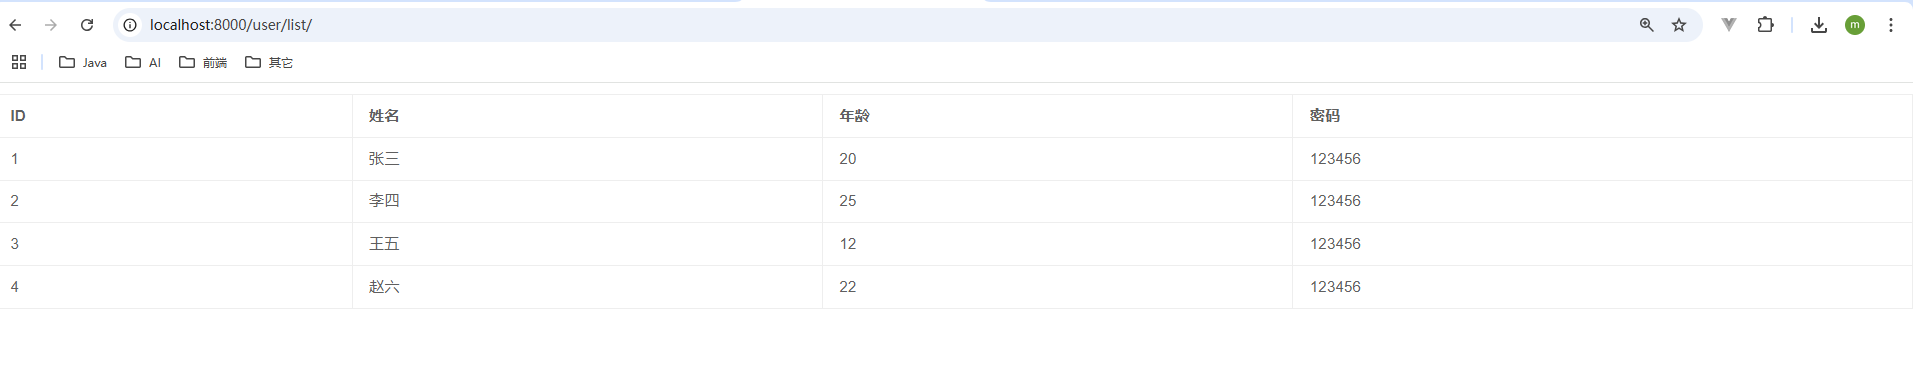 localhost:8000/user/list/
m
Java AI 前端 其它
ID 姓名 年龄 密码
1 张三 20 123456
2 李四 25 123456
3 王五 12 123456
4 赵六 22 123456